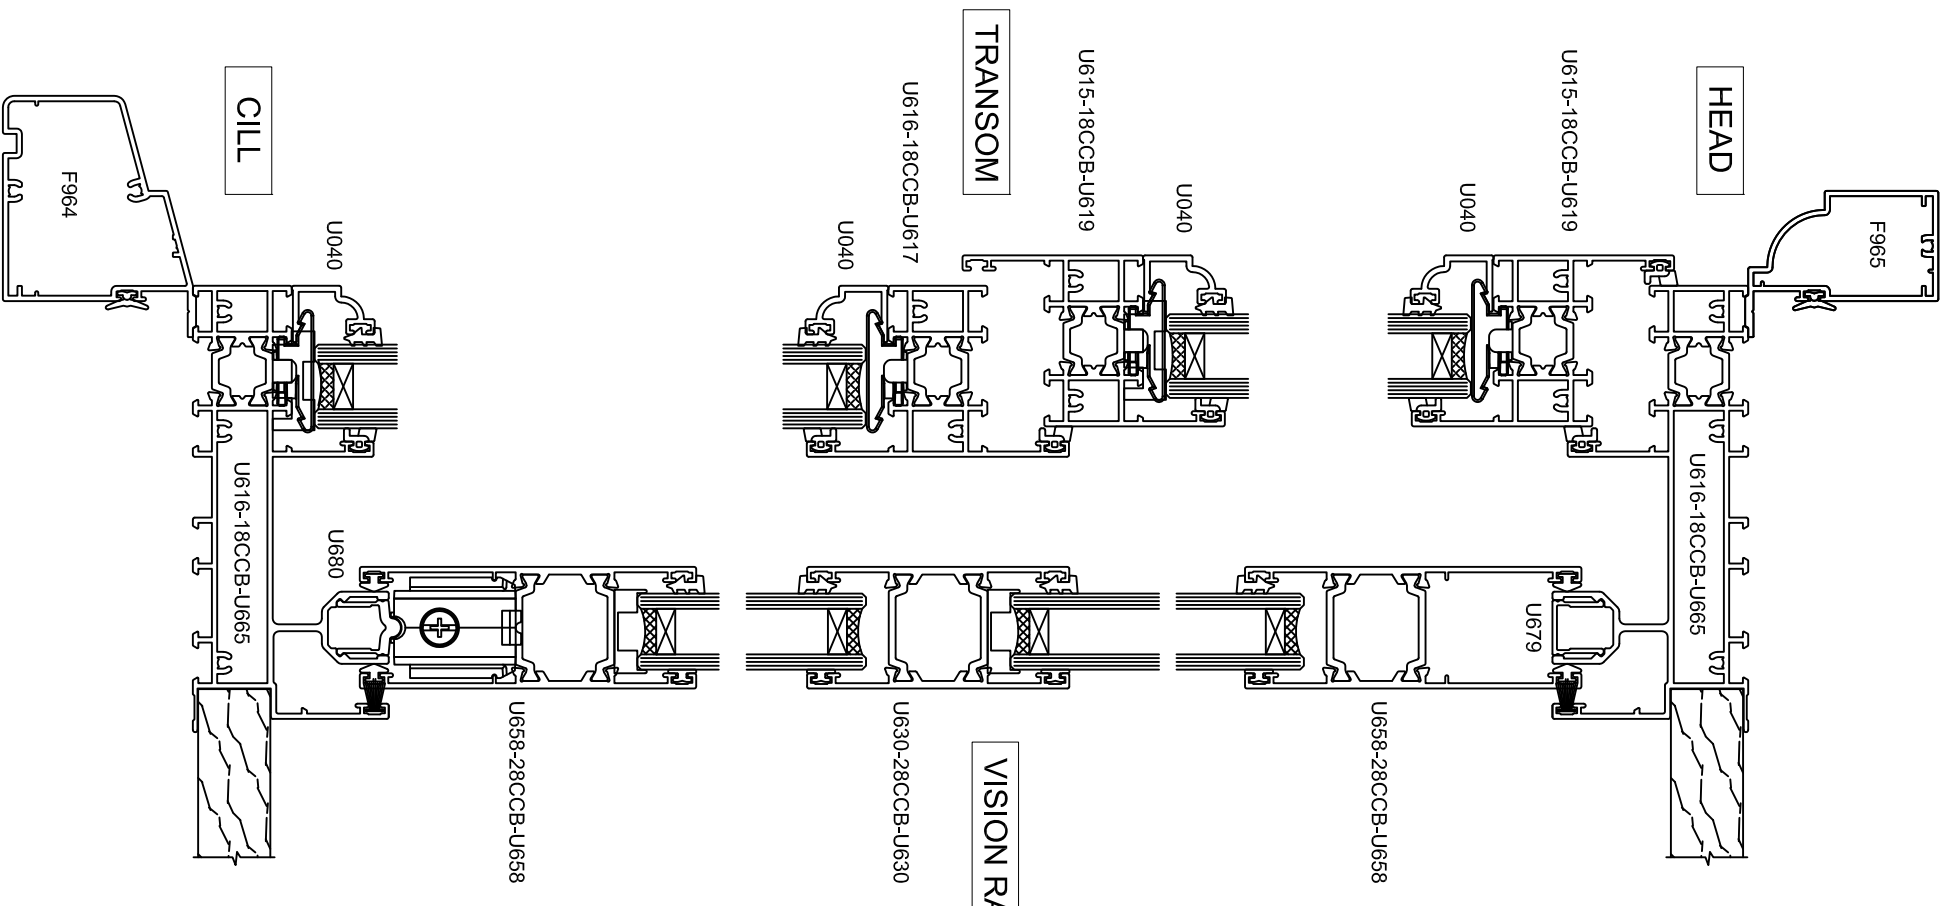 HEAD
F965
U615-18CCB-U619
U040
U616-18CCB-U665
U679
U658-28CCB-U658
TRANSOM
U615-18CCB-U619
U040
U616-18CCB-U617
U040
VISION RA
U630-28CCB-U630
CILL
F964
U040
U616-18CCB-U665
U680
U658-28CCB-U658